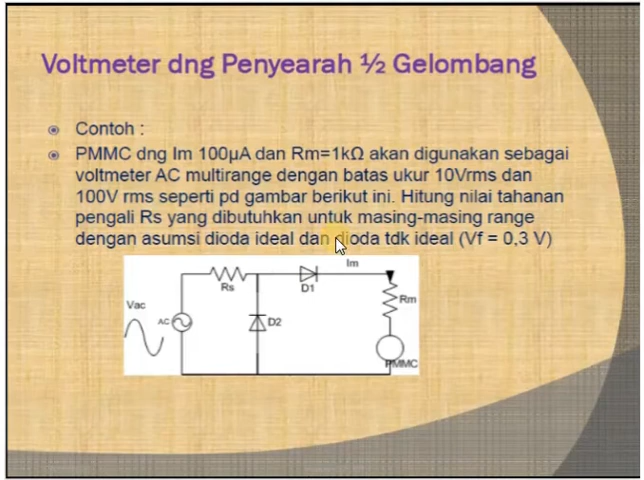 Voltmeter dng Penyearah ½ Gelombang
Contoh :
PMMC dng Im 100µA dan Rm=1kΩ akan digunakan sebagai
voltmeter AC multirange dengan batas ukur 10Vrms dan
100V rms seperti pd gambar berikut ini. Hitung nilai tahanan
pengali Rs yang dibutuhkan untuk masing-masing range
dengan asumsi dioda ideal dan dioda tdk ideal (Vf = 0,3 V)
Im
Rs
D1
Rm
Vac
AC
D2
PMMC